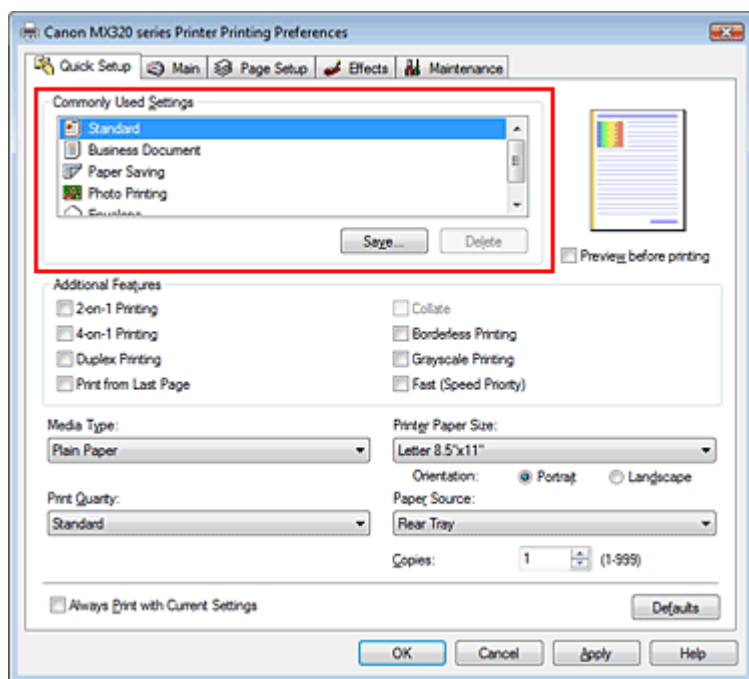 Canon MX320 series Printer Printing Preferences
Quick Setup Main Page Setup Effects Maintenance
Commonly Used Settings
Standard
Business Document
Paper Saving
Photo Printing
Envelope
Save... Delete
Preview before printing
Additional Features
2-on-1 Printing Collate
4-on-1 Printing Borderless Printing
Duplex Printing Grayscale Printing
Print from Last Page Fast (Speed Priority)
Media Type: Printer Paper Size:
Plain Paper Letter 8.5"x11"
Orientation: Portrait Landscape
Print Quality: Paper Source:
Standard Rear Tray
Copies: 1 (1-999)
Always Print with Current Settings Defaults
OK Cancel Apply Help